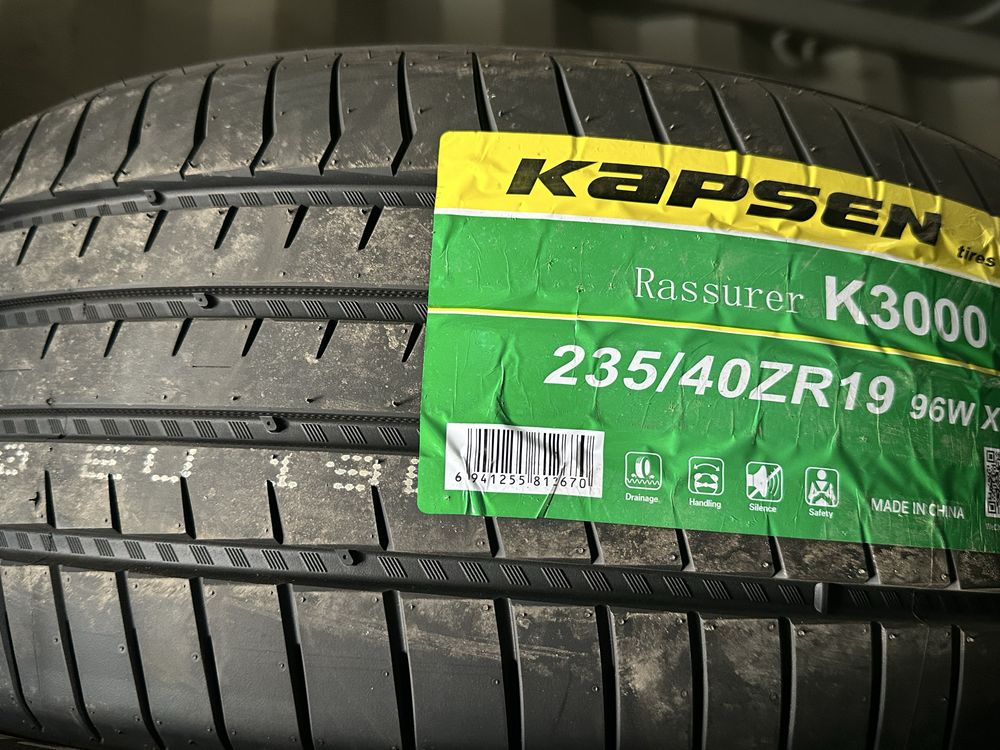 Kapsen
tires
Rassurer K3000
235/40ZR19 96W X
6 941255 813670
Drainage
Handling
Silence
Safety
MADE IN CHINA